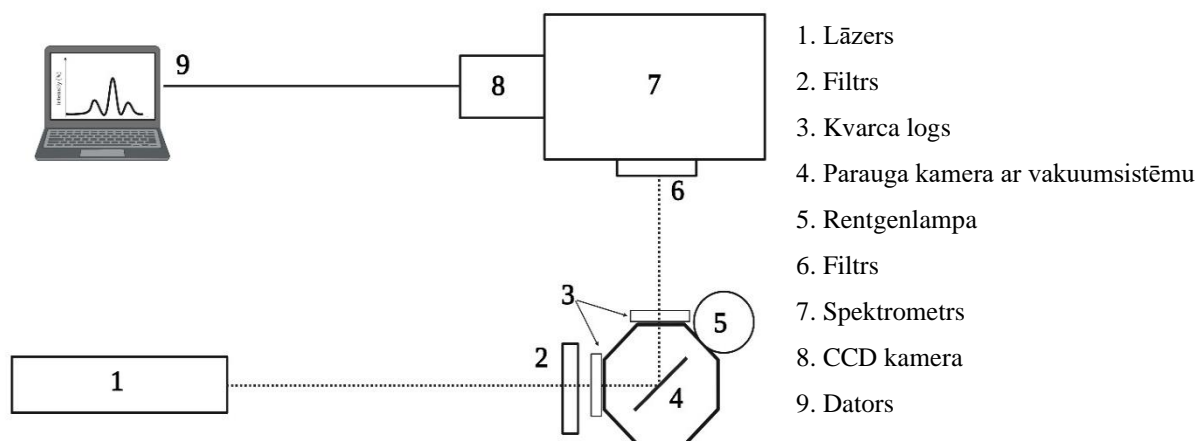 Intensity (%)
9
8
7
6
3
5
2
1
4
1. Lāzers
2. Filtrs
3. Kvarca logs
4. Parauga kamera ar vakuumsistēmu
5. Rentgenlampa
6. Filtrs
7. Spektrometrs
8. CCD kamera
9. Dators